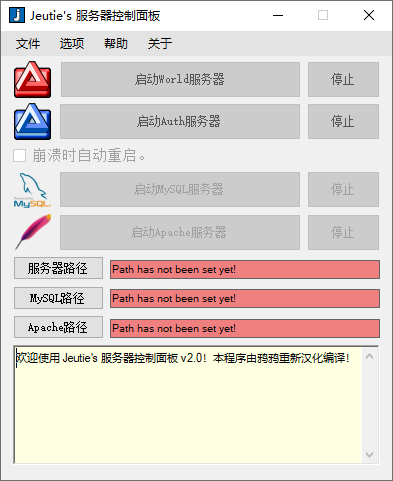 Jeutie's 服务器控制面板
文件 选项 帮助 关于
启动World服务器 停止
启动Auth服务器 停止
崩溃时自动重启。
MySQL 启动MySQL服务器 停止
启动Apache服务器 停止
服务器路径 Path has not been set yet!
MySQL路径 Path has not been set yet!
Apache路径 Path has not been set yet!
欢迎使用 Jeutie's 服务器控制面板 v2.0！本程序由鸦鸦重新汉化编译！